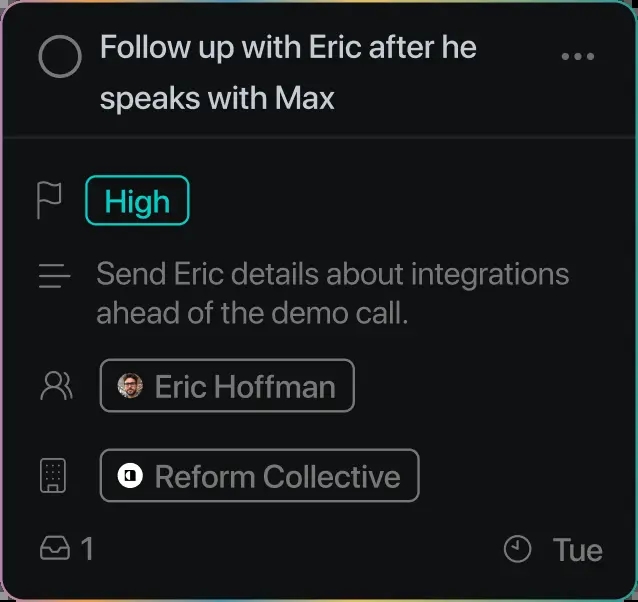 Follow up with Eric after he
speaks with Max
High
Send Eric details about integrations
ahead of the demo call.
Eric Hoffman
Reform Collective
1
Tue